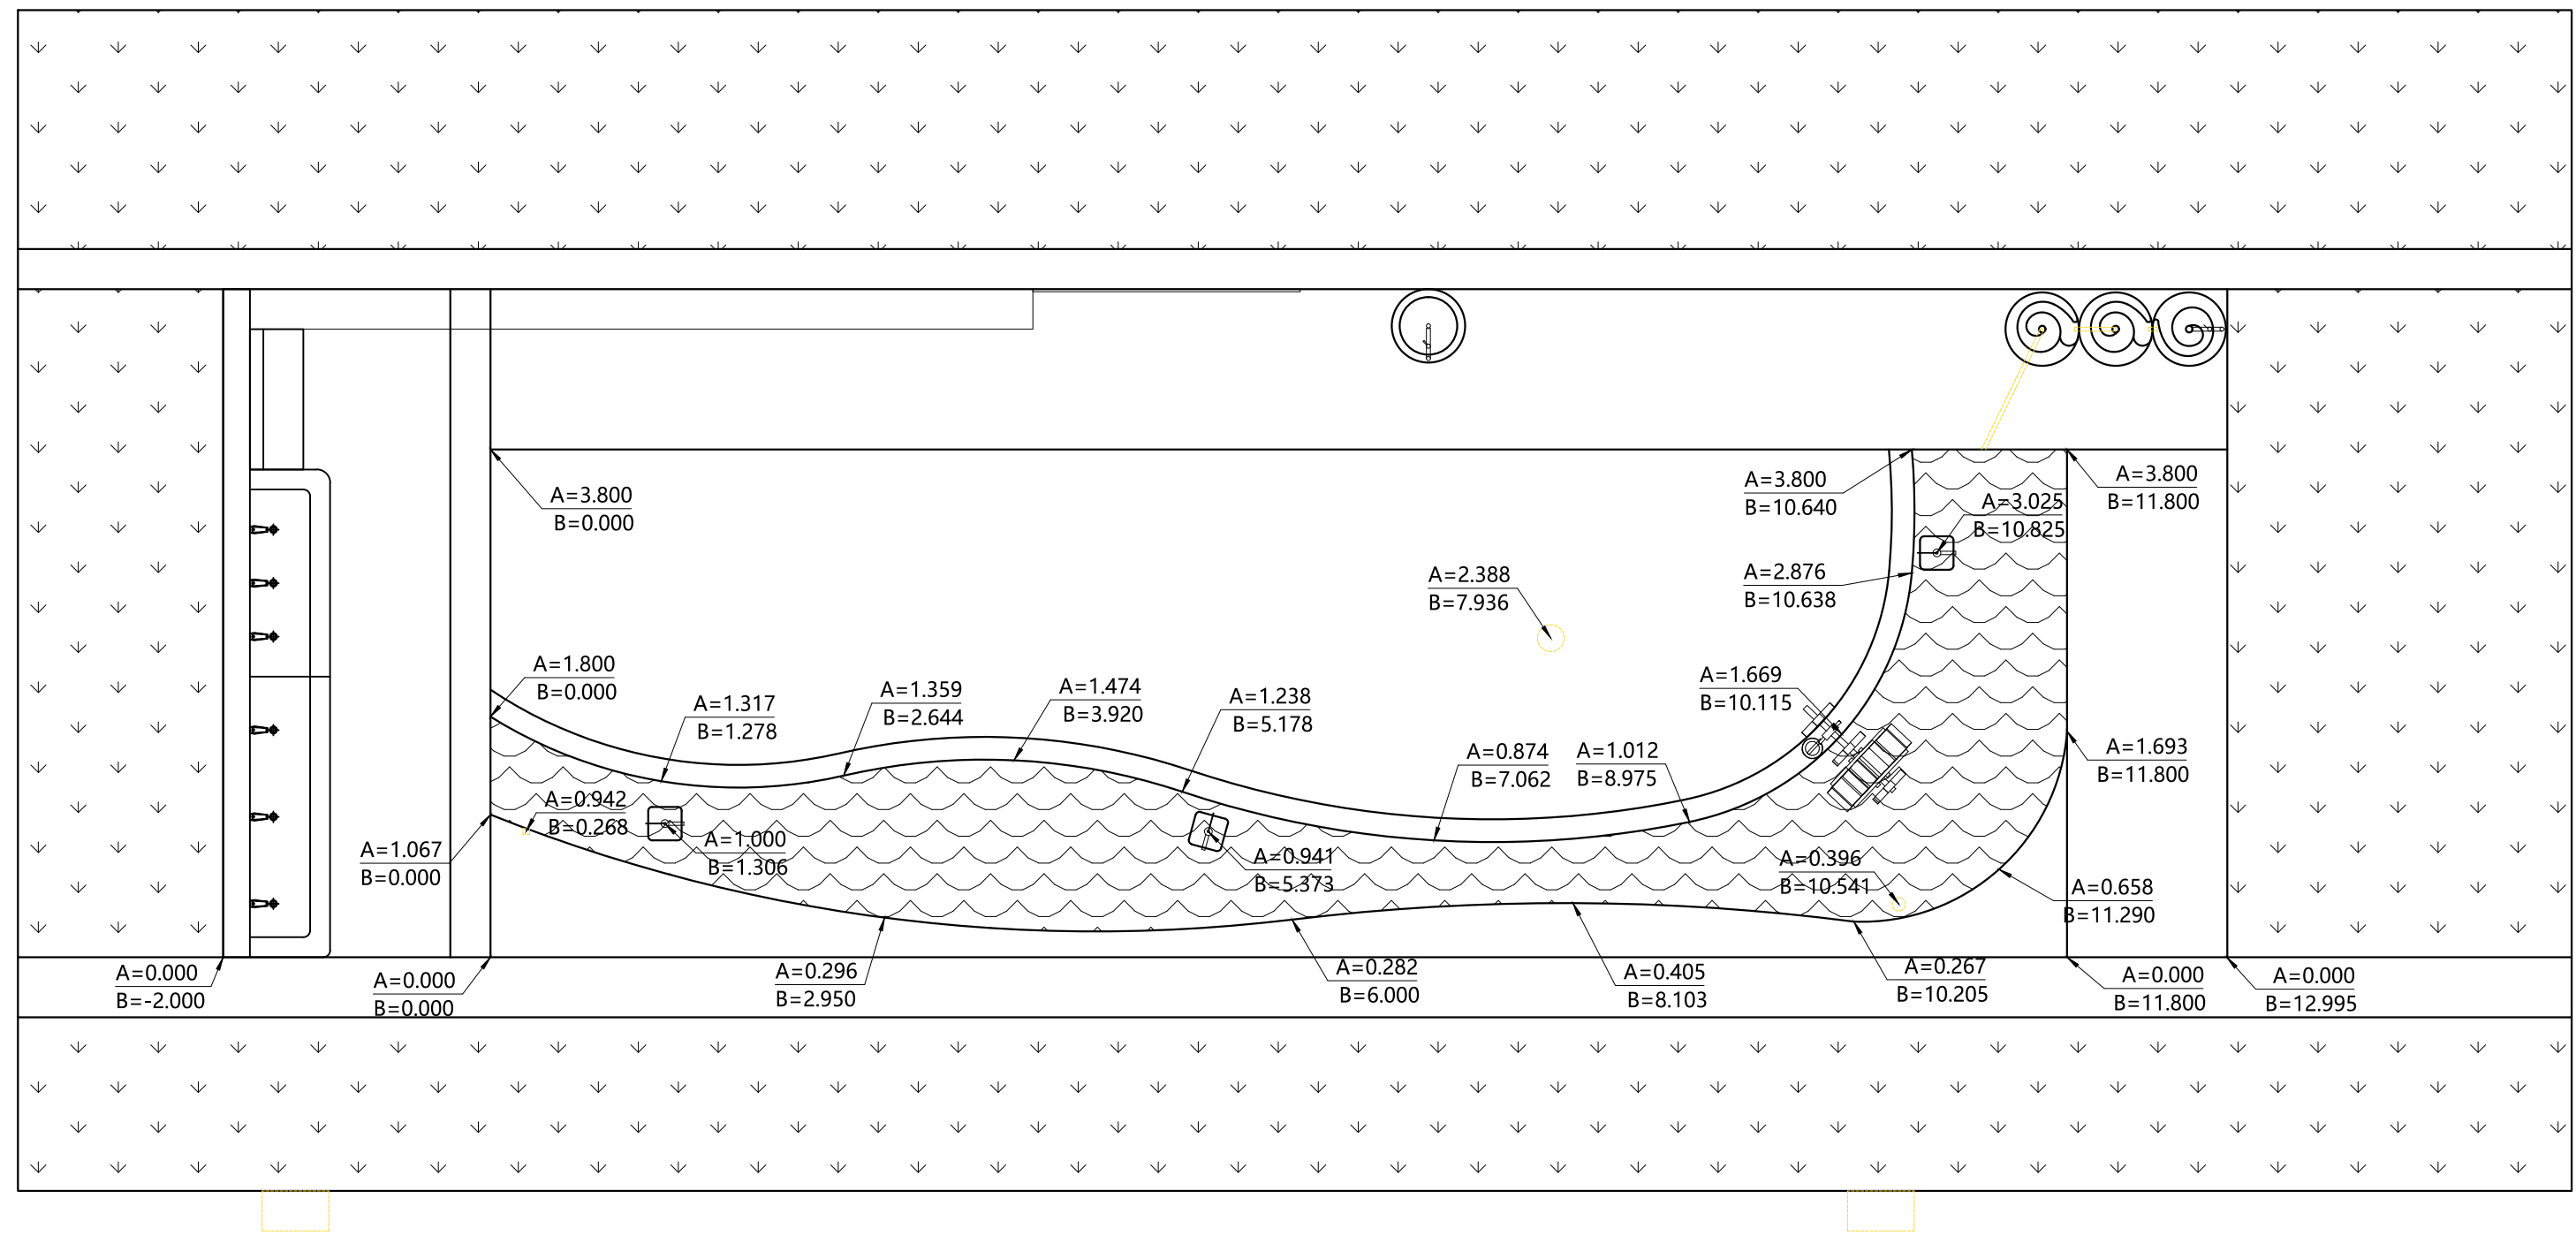 A=3.800
B=0.000
A=3.800
B=10.640
A=3.800
B=11.800
A=3.025
B=10.825
A=2.388
B=7.936
A=2.876
B=10.638
A=1.800
B=0.000
A=1.317
B=1.278
A=1.359
B=2.644
A=1.474
B=3.920
A=1.238
B=5.178
A=1.669
B=10.115
A=0.874
B=7.062
A=1.012
B=8.975
A=1.693
B=11.800
A=0.942
B=0.268
A=1.067
B=0.000
A=1.000
B=1.306
A=0.941
B=5.373
A=0.396
B=10.541
A=0.658
B=11.290
A=0.000
B=-2.000
A=0.000
B=0.000
A=0.296
B=2.950
A=0.282
B=6.000
A=0.405
B=8.103
A=0.267
B=10.205
A=0.000
B=11.800
A=0.000
B=12.995